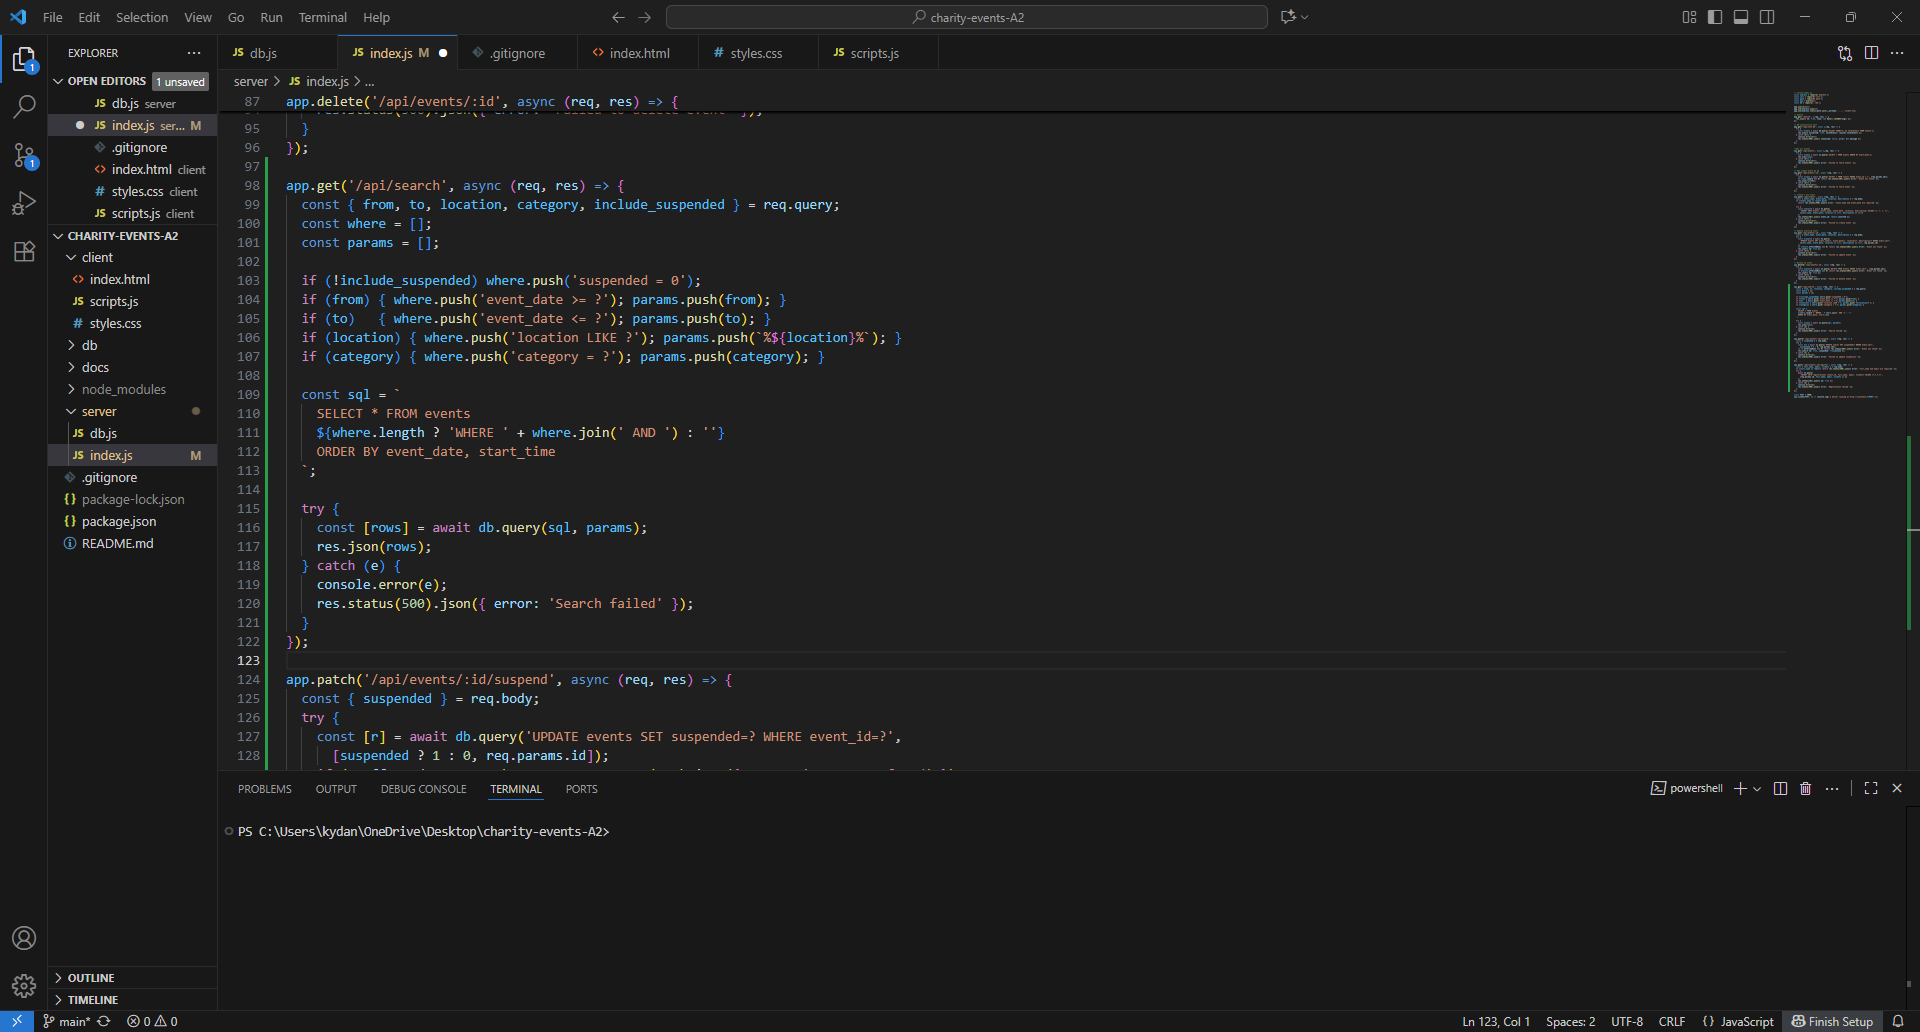 File Edit Selection View Go Run Terminal Help
charity-events-A2
EXPLORER
OPEN EDITORS 1 unsaved
JS db.js server
JS index.js ser... M
.gitignore
<> index.html client
# styles.css client
JS scripts.js client
CHARITY-EVENTS-A2
client
<> index.html
JS scripts.js
# styles.css
db
docs
node_modules
server
JS db.js
JS index.js M
.gitignore
{} package-lock.json
{} package.json
README.md
OUTLINE
TIMELINE
JS db.js
JS index.js M
.gitignore
<> index.html
# styles.css
JS scripts.js
server > JS index.js > ...
87 app.delete('/api/events/:id', async (req, res) => {
95 }
96 });
97
98 app.get('/api/search', async (req, res) => {
99 const { from, to, location, category, include_suspended } = req.query;
100 const where = [];
101 const params = [];
102
103 if (!include_suspended) where.push('suspended = 0');
104 if (from) { where.push('event_date >= ?'); params.push(from); }
105 if (to)   { where.push('event_date <= ?'); params.push(to); }
106 if (location) { where.push('location LIKE ?'); params.push(`%${location}%`); }
107 if (category) { where.push('category = ?'); params.push(category); }
108
109 const sql = `
110 SELECT * FROM events
111 ${where.length ? 'WHERE ' + where.join(' AND ') : ''}
112 ORDER BY event_date, start_time
113 `;
114
115 try {
116 const [rows] = await db.query(sql, params);
117 res.json(rows);
118 } catch (e) {
119 console.error(e);
120 res.status(500).json({ error: 'Search failed' });
121 }
122 });
123
124 app.patch('/api/events/:id/suspend', async (req, res) => {
125 const { suspended } = req.body;
126 try {
127 const [r] = await db.query('UPDATE events SET suspended=? WHERE event_id=?',
128 [suspended ? 1 : 0, req.params.id]);
PROBLEMS OUTPUT DEBUG CONSOLE TERMINAL PORTS
powershell
PS C:\Users\kydan\OneDrive\Desktop\charity-events-A2>
main* 0 0
Ln 123, Col 1 Spaces: 2 UTF-8 CRLF {} JavaScript Finish Setup